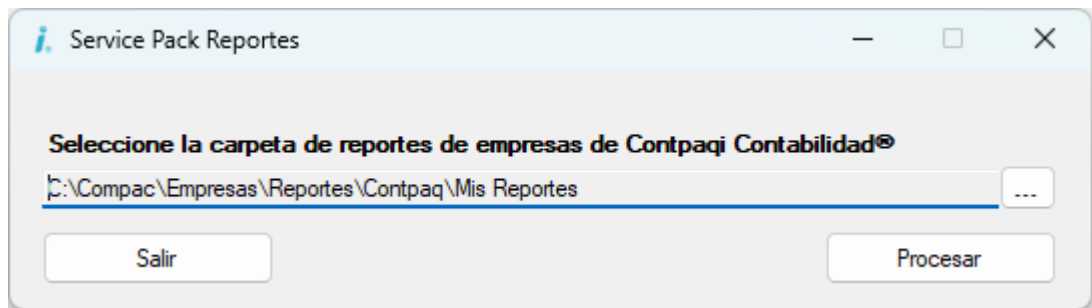 i. Service Pack Reportes
Seleccione la carpeta de reportes de empresas de Contpaqi Contabilidad®
C:\Compac\Empresas\Reportes\Contpaq\Mis Reportes
...
Salir
Procesar